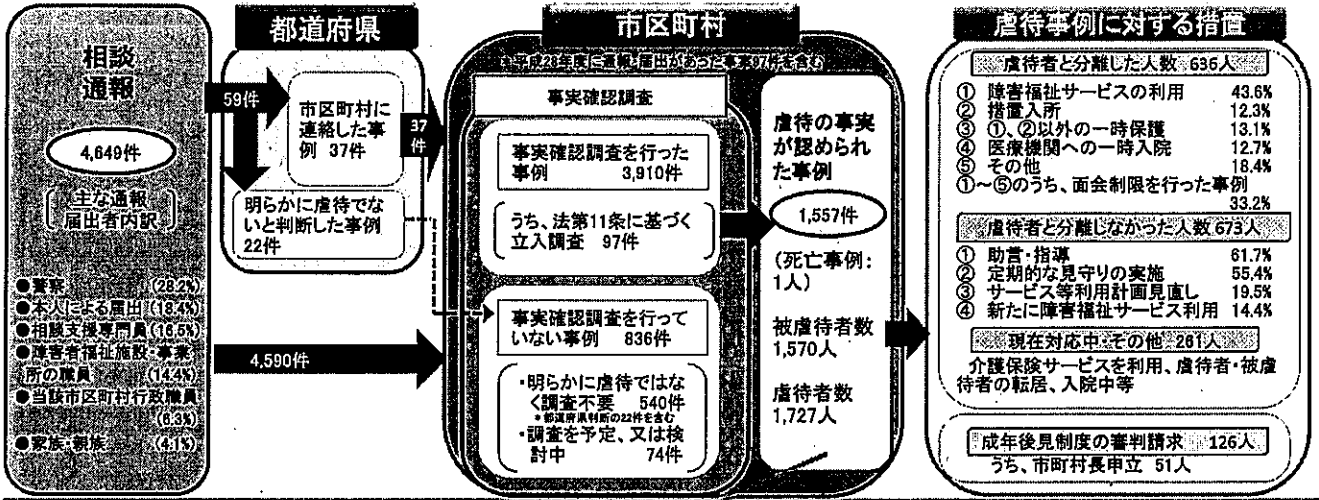 相談
通報
4,649件
主な通報
届出者内訳
●警察 (28.2%)
●本人による届出 (18.4%)
●相談支援専門員 (16.5%)
●障害者福祉施設・事業
所の職員 (14.4%)
●当該市区町村行政職員
(6.3%)
●家族・親族 (4.1%)
都道府県
59件
市区町村に
連絡した事
例 37件
明らかに虐待でな
いと判断した事例
22件
37
件
4,590件
市区町村
*平成28年度に通報・届出があった事案97件を含む
事実確認調査
事実確認調査を行った
事例 3,910件
うち、法第11条に基づく
立入調査 97件
事実確認調査を行って
いない事例 836件
・明らかに虐待ではな
く調査不要 540件
*都道府県判断の22件を含む
・調査を予定、又は検
討中 74件
虐待の事実
が認められ
た事例
1,557件
(死亡事例:
1人)
被虐待者数
1,570人
虐待者数
1,727人
虐待事例に対する措置
虐待者と分離した人数 636人
① 障害福祉サービスの利用 43.6%
② 措置入所 12.3%
③ ①、②以外の一時保護 13.1%
④ 医療機関への一時入院 12.7%
⑤ その他 18.4%
①～⑤のうち、面会制限を行った事例
33.2%
虐待者と分離しなかった人数 673人
① 助言・指導 61.7%
② 定期的な見守りの実施 55.4%
③ サービス等利用計画見直し 19.5%
④ 新たに障害福祉サービス利用 14.4%
現在対応中・その他 261人
介護保険サービスを利用、虐待者・被虐
待者の転居、入院中等
成年後見制度の審判請求 126人
うち、市町村長申立 51人